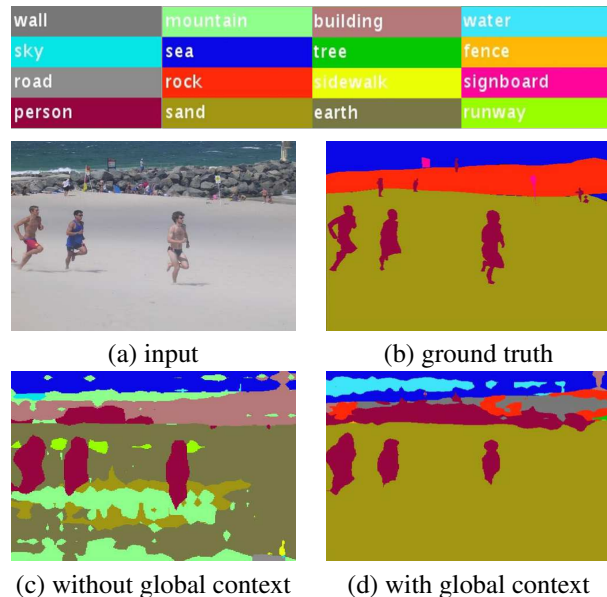 wall mountain building water
sky sea tree fence
road rock sidewalk signboard
person sand earth runway
(a) input (b) ground truth
(c) without global context (d) with global context